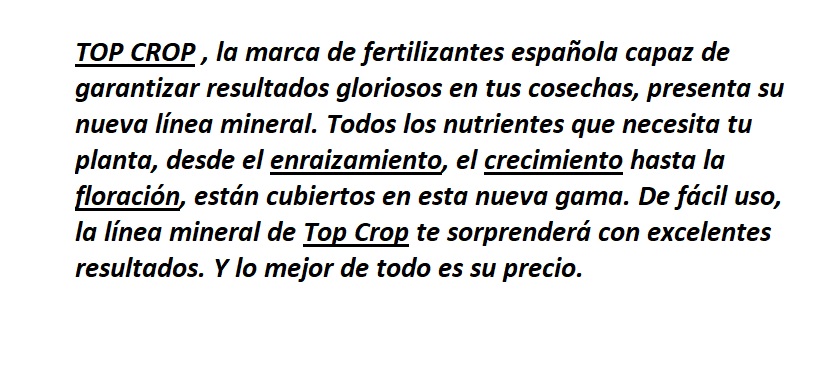 TOP CROP , la marca de fertilizantes española capaz de
garantizar resultados gloriosos en tus cosechas, presenta su
nueva línea mineral. Todos los nutrientes que necesita tu
planta, desde el enraizamiento, el crecimiento hasta la
floración, están cubiertos en esta nueva gama. De fácil uso,
la línea mineral de Top Crop te sorprenderá con excelentes
resultados. Y lo mejor de todo es su precio.